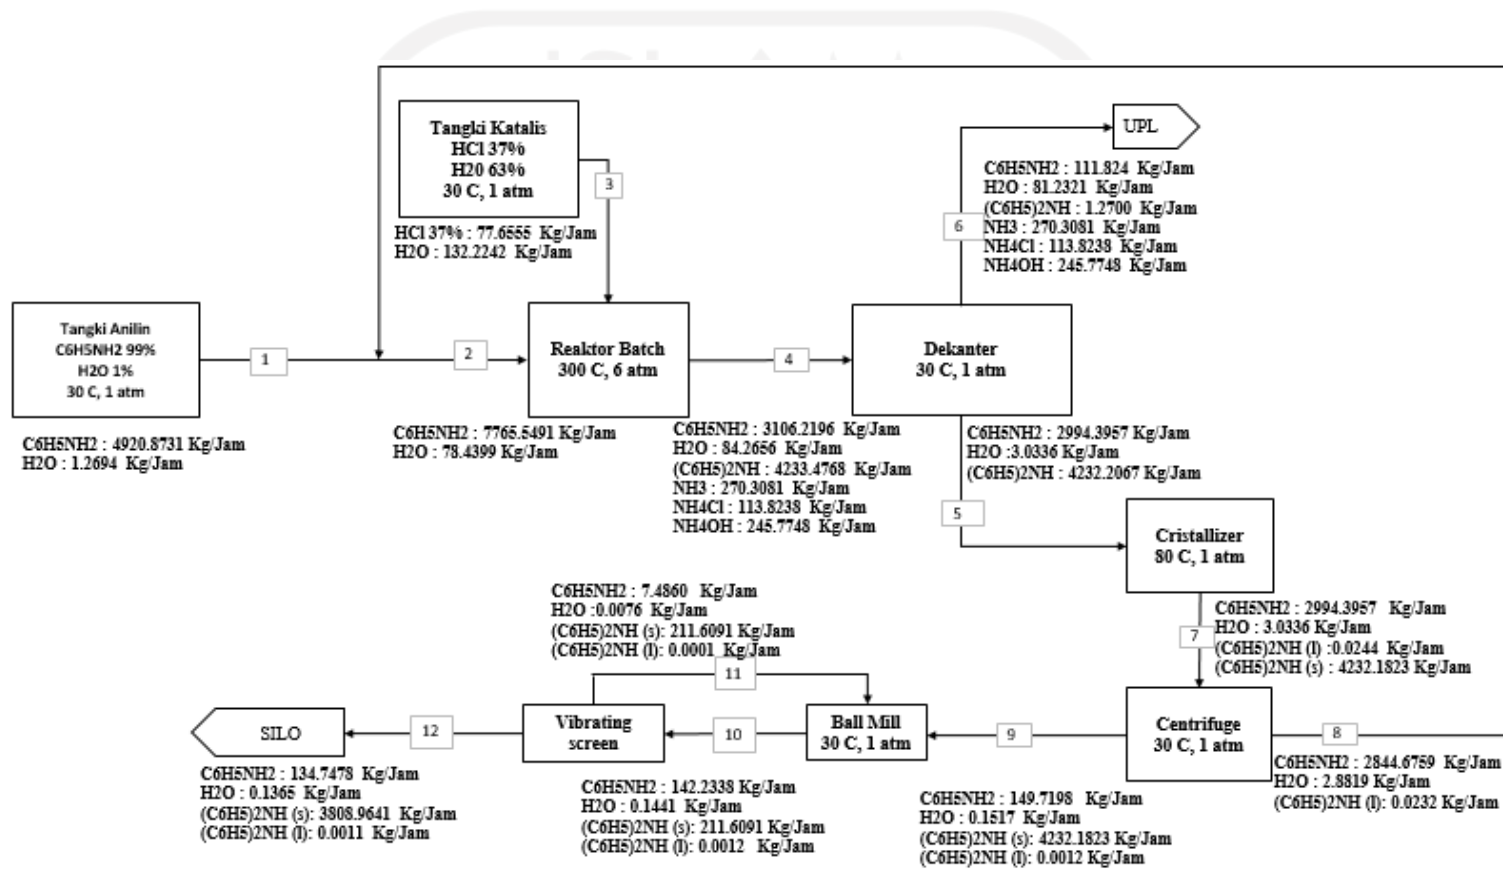 Tangki Katalis
HCl 37%
H20 63%
30 C, 1 atm
3
HCl 37% : 77.6555 Kg/Jam
H2O : 132.2242 Kg/Jam
UPL
C6H5NH2 : 111.824 Kg/Jam
H2O : 81.2321 Kg/Jam
(C6H5)2NH : 1.2700 Kg/Jam
NH3 : 270.3081 Kg/Jam
NH4Cl : 113.8238 Kg/Jam
NH4OH : 245.7748 Kg/Jam
6
Tangki Anilin
C6H5NH2 99%
H2O 1%
30 C, 1 atm
1
2
Reaktor Batch
300 C, 6 atm
4
Dekanter
30 C, 1 atm
C6H5NH2 : 4920.8731 Kg/Jam
H2O : 1.2694 Kg/Jam
C6H5NH2 : 7765.5491 Kg/Jam
H2O : 78.4399 Kg/Jam
C6H5NH2 : 3106.2196 Kg/Jam
H2O : 84.2656 Kg/Jam
(C6H5)2NH : 4233.4768 Kg/Jam
NH3 : 270.3081 Kg/Jam
NH4Cl : 113.8238 Kg/Jam
NH4OH : 245.7748 Kg/Jam
C6H5NH2 : 2994.3957 Kg/Jam
H2O :3.0336 Kg/Jam
(C6H5)2NH : 4232.2067 Kg/Jam
5
Cristallizer
80 C, 1 atm
C6H5NH2 : 2994.3957 Kg/Jam
H2O : 3.0336 Kg/Jam
(C6H5)2NH (l) :0.0244 Kg/Jam
(C6H5)2NH (s) : 4232.1823 Kg/Jam
7
C6H5NH2 : 7.4860 Kg/Jam
H2O :0.0076 Kg/Jam
(C6H5)2NH (s): 211.6091 Kg/Jam
(C6H5)2NH (l): 0.0001 Kg/Jam
11
SILO
12
Vibrating
screen
10
Ball Mill
30 C, 1 atm
9
Centrifuge
30 C, 1 atm
8
C6H5NH2 : 134.7478 Kg/Jam
H2O : 0.1365 Kg/Jam
(C6H5)2NH (s): 3808.9641 Kg/Jam
(C6H5)2NH (l): 0.0011 Kg/Jam
C6H5NH2 : 142.2338 Kg/Jam
H2O : 0.1441 Kg/Jam
(C6H5)2NH (s): 211.6091 Kg/Jam
(C6H5)2NH (l): 0.0012 Kg/Jam
C6H5NH2 : 149.7198 Kg/Jam
H2O : 0.1517 Kg/Jam
(C6H5)2NH (s): 4232.1823 Kg/Jam
(C6H5)2NH (l): 0.0012 Kg/Jam
C6H5NH2 : 2844.6759 Kg/Jam
H2O : 2.8819 Kg/Jam
(C6H5)2NH (l): 0.0232 Kg/Jam